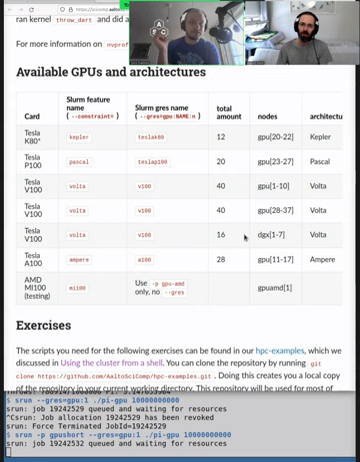 https://scicomp.aalto.fi
ran kernel throw_dart and did a
For more information on nvprof
Available GPUs and architectures
Card Slurm feature name (--constraint=) Slurm gres name (--gres=gpu:NAME:n) total amount nodes architectu
Tesla K80* kepler teslak80 12 gpu[20-22] Kepler
Tesla P100 pascal teslap100 20 gpu[23-27] Pascal
Tesla V100 volta v100 40 gpu[1-10] Volta
Tesla V100 volta v100 40 gpu[28-37] Volta
Tesla V100 volta v100 16 dgx[1-7] Volta
Tesla A100 ampere a100 28 gpu[11-17] Ampere
AMD MI100 (testing) mi100 Use -p gpu-amd only, no --gres gpuamd[1]
Exercises
The scripts you need for the following exercises can be found in our hpc-examples, which we
discussed in Using the cluster from a shell. You can clone the repository by running git
clone https://github.com/AaltoSciComp/hpc-examples.git. Doing this creates you a local copy
of the repository in your current working directory. This repository will be used for most of
$ srun --gres=gpu:1 ./pi-gpu 10000000000
srun: job 19242529 queued and waiting for resources
^Csrun: Job allocation 19242529 has been revoked
srun: Force Terminated JobId=19242529
$ srun -p gpushort --gres=gpu:1 ./pi-gpu 10000000000
srun: job 19242532 queued and waiting for resources